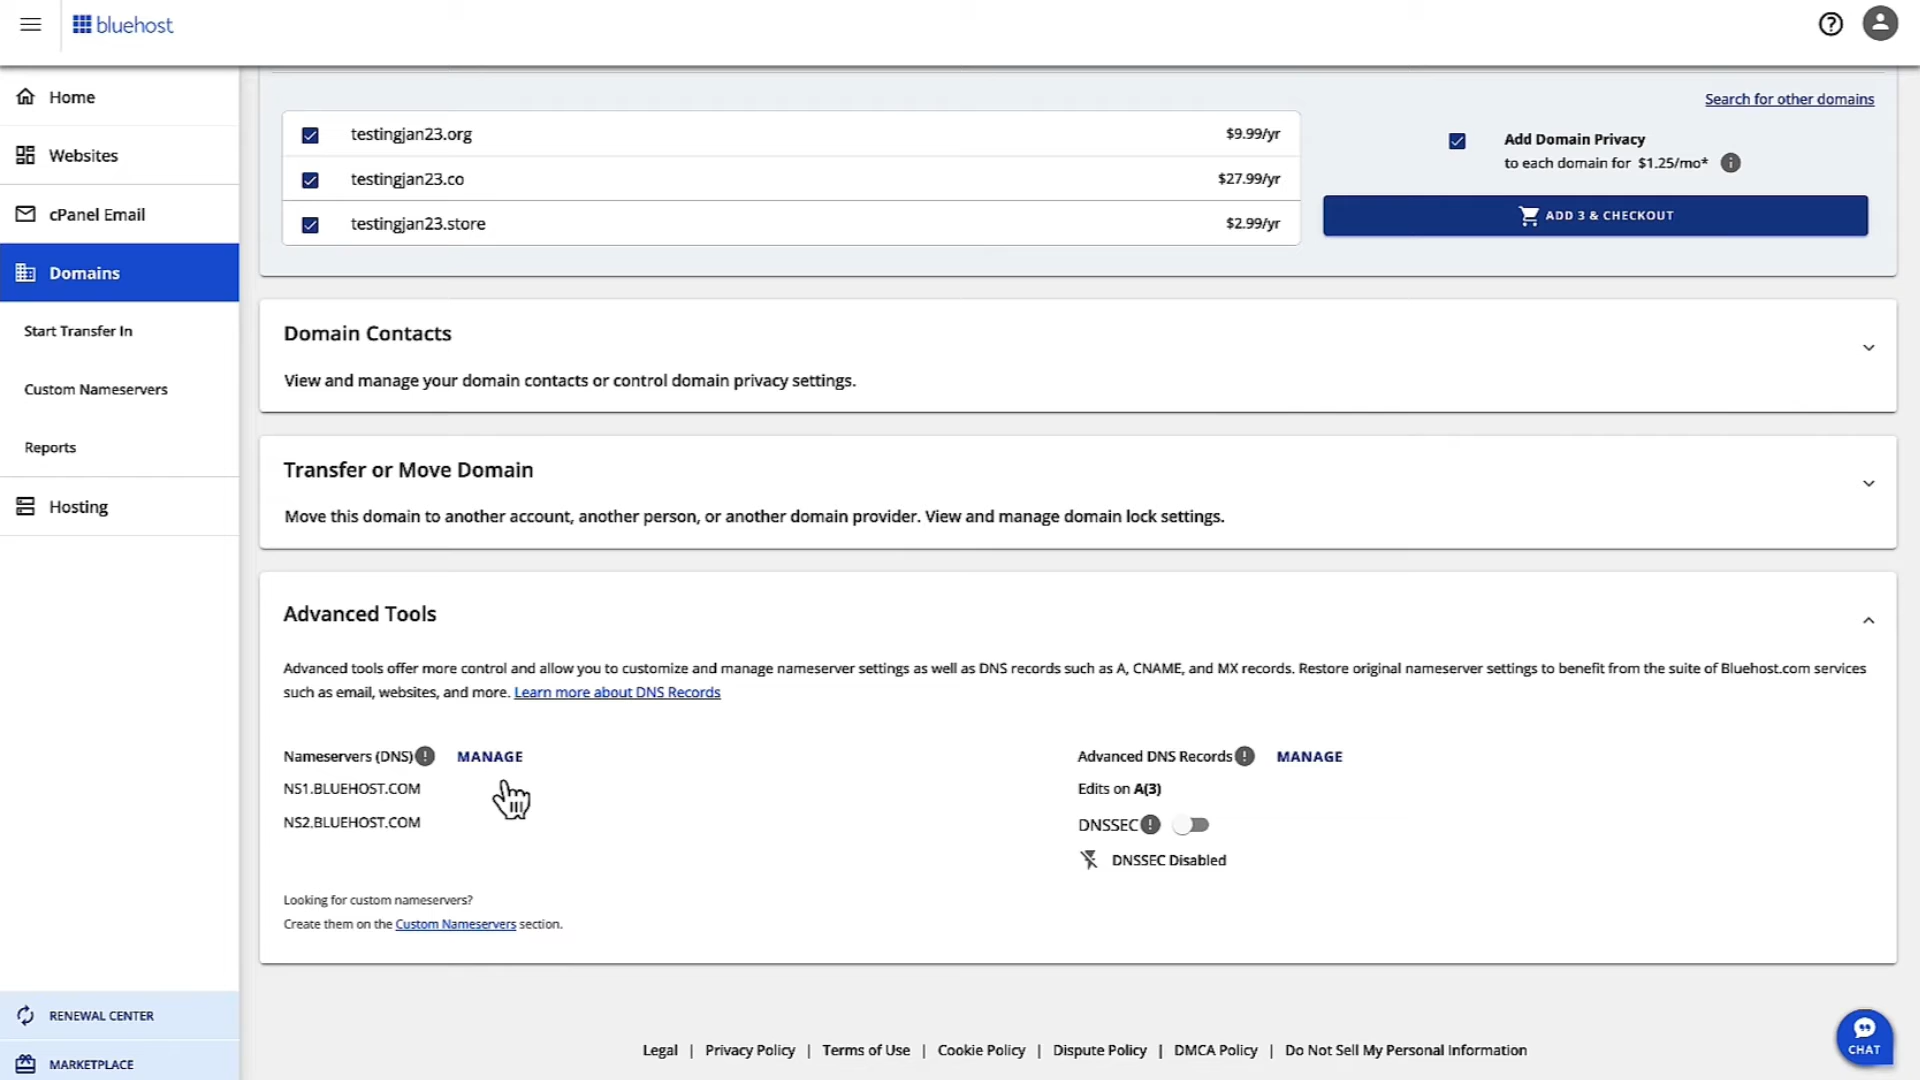 bluehost
Home
Websites
cPanel Email
Domains
Start Transfer In
Custom Nameservers
Reports
Hosting
RENEWAL CENTER
MARKETPLACE
Search for other domains
testingjan23.org $9.99/yr
testingjan23.co $27.99/yr
testingjan23.store $2.99/yr
Add Domain Privacy
to each domain for $1.25/mo*
ADD 3 & CHECKOUT
Domain Contacts
View and manage your domain contacts or control domain privacy settings.
Transfer or Move Domain
Move this domain to another account, another person, or another domain provider. View and manage domain lock settings.
Advanced Tools
Advanced tools offer more control and allow you to customize and manage nameserver settings as well as DNS records such as A, CNAME, and MX records. Restore original nameserver settings to benefit from the suite of Bluehost.com services
such as email, websites, and more. Learn more about DNS Records
Nameservers (DNS) MANAGE
NS1.BLUEHOST.COM
NS2.BLUEHOST.COM
Looking for custom nameservers?
Create them on the Custom Nameservers section.
Advanced DNS Records MANAGE
Edits on A(3)
DNSSEC
DNSSEC Disabled
Legal | Privacy Policy | Terms of Use | Cookie Policy | Dispute Policy | DMCA Policy | Do Not Sell My Personal Information
CHAT